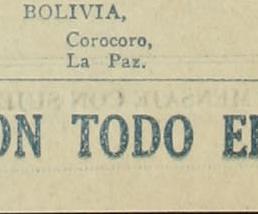 BOLIVIA,
Corocoro,
La Paz.
ON TODO E